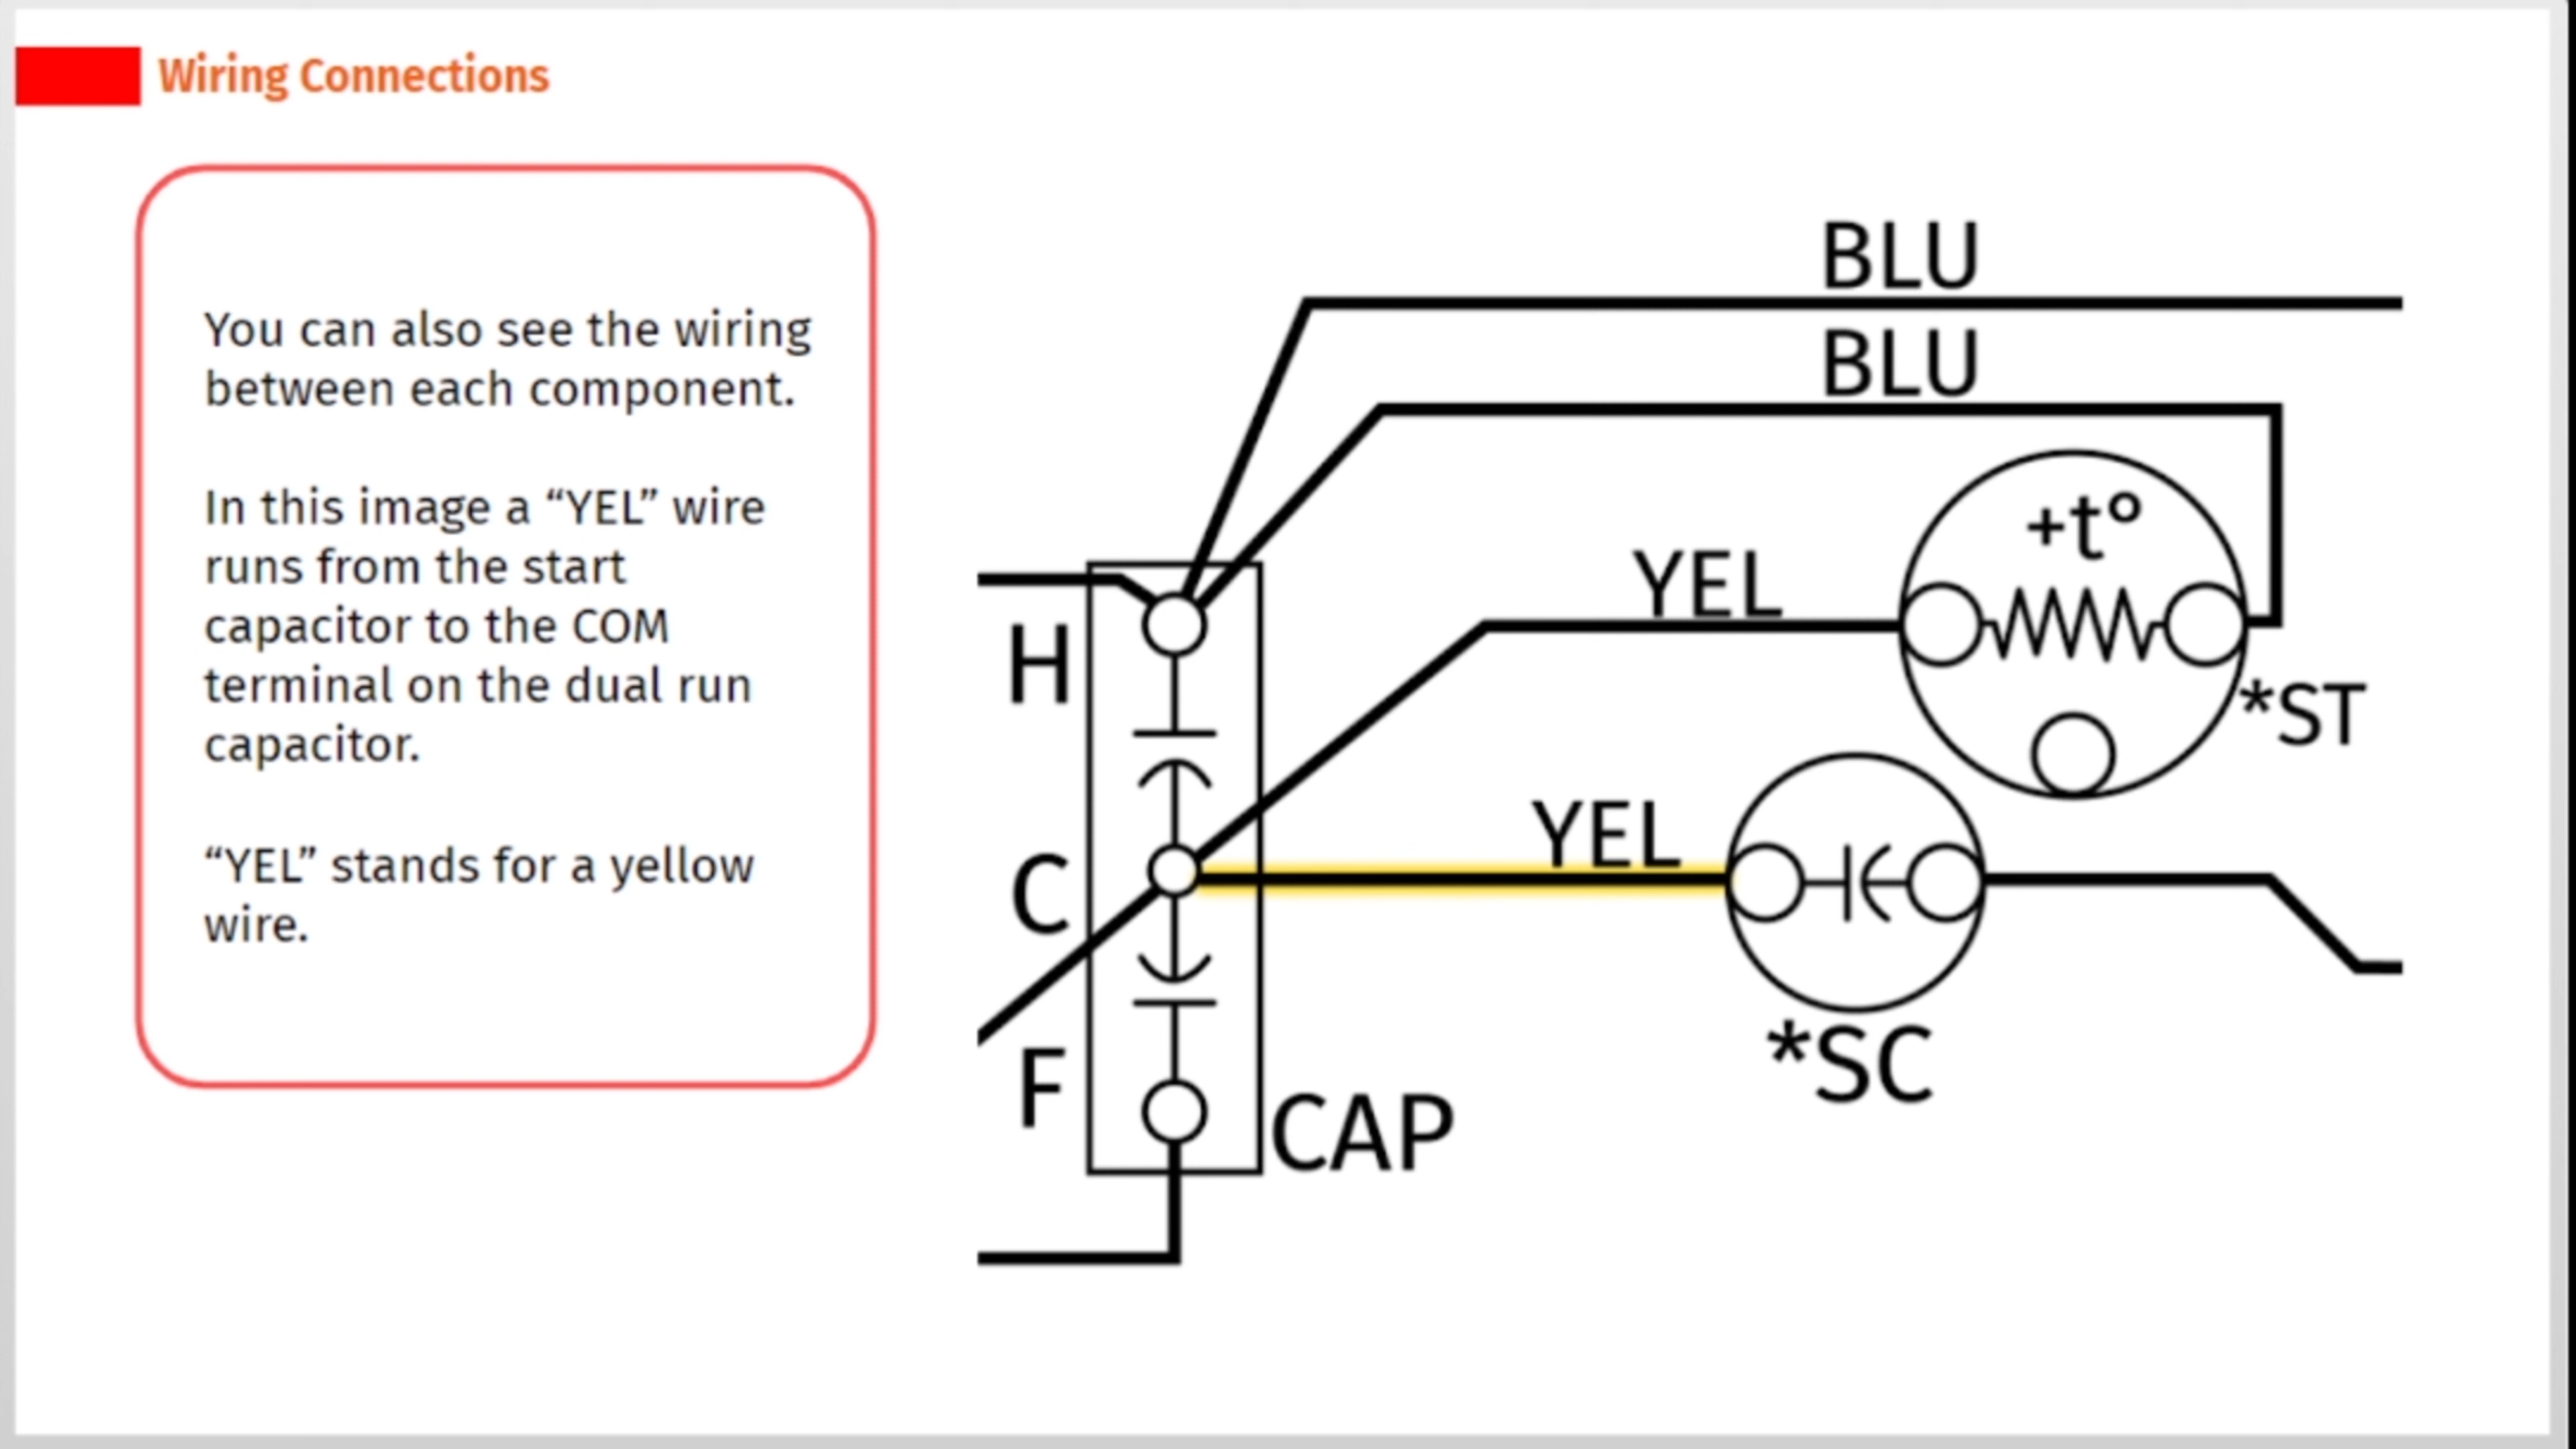 Wiring Connections
You can also see the wiring
between each component.
In this image a “YEL” wire
runs from the start
capacitor to the COM
terminal on the dual run
capacitor.
“YEL” stands for a yellow
wire.
BLU
BLU
+t°
YEL
H
*ST
YEL
C
*SC
F
CAP